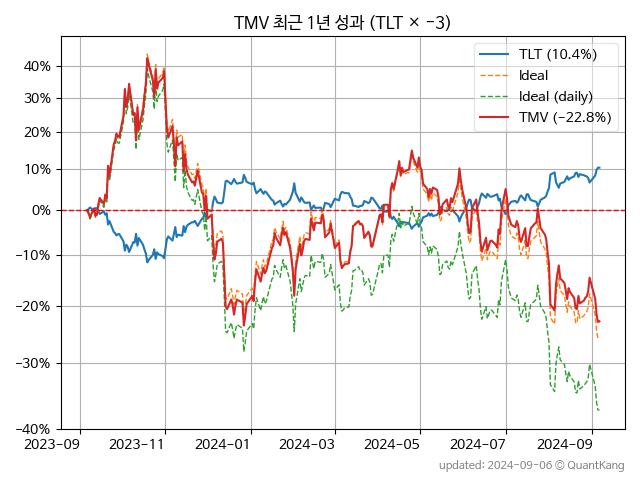 TMV 최근 1년 성과 (TLT × −3)
TLT (10.4%)
Ideal
Ideal (daily)
TMV (−22.8%)
40%
30%
20%
10%
0%
−10%
−20%
−30%
−40%
2023-09
2023-11
2024-01
2024-03
2024-05
2024-07
2024-09
updated: 2024-09-06 © QuantKang